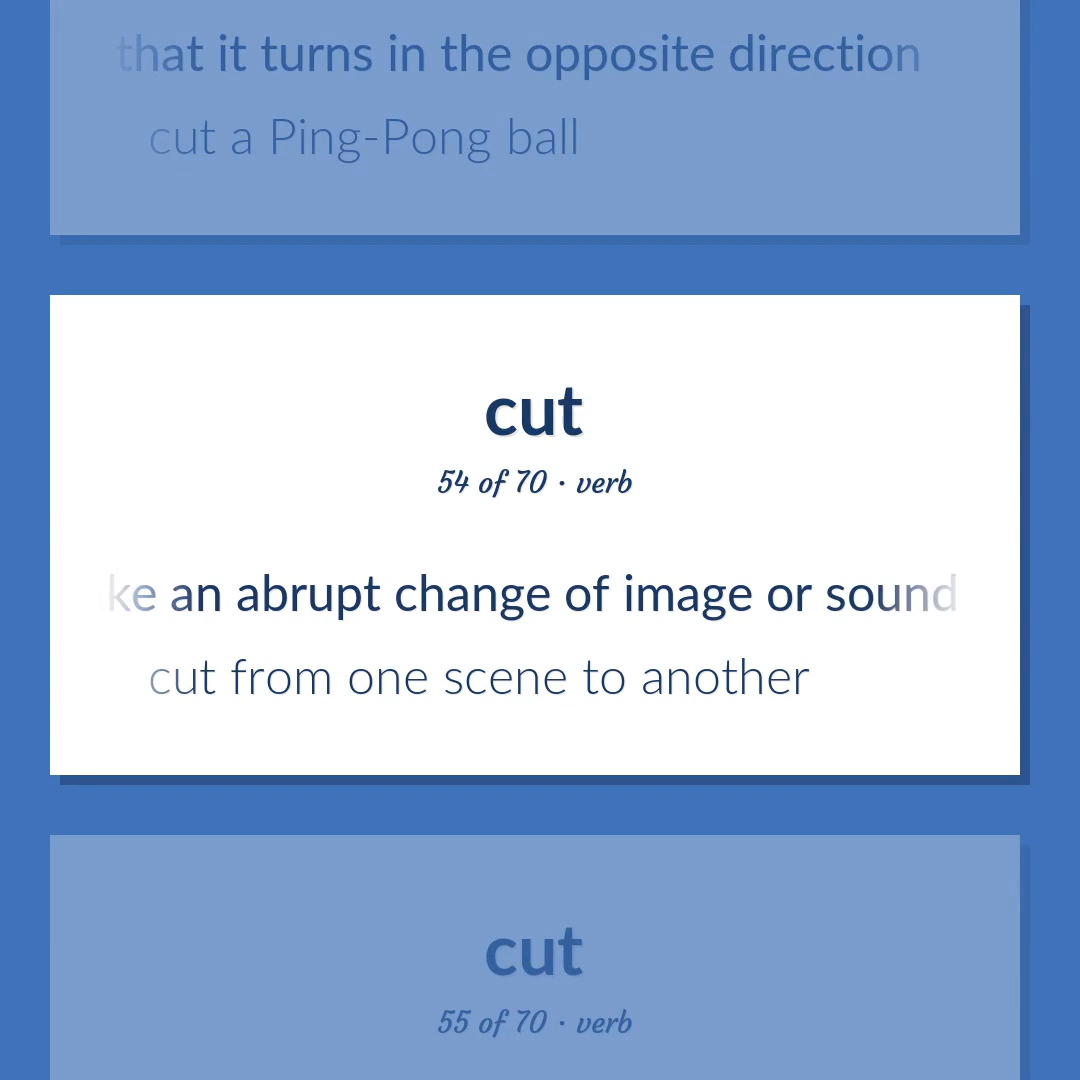 that it turns in the opposite direction
cut a Ping-Pong ball
cut
54 of 70 · verb
ke an abrupt change of image or sound
cut from one scene to another
cut
55 of 70 · verb